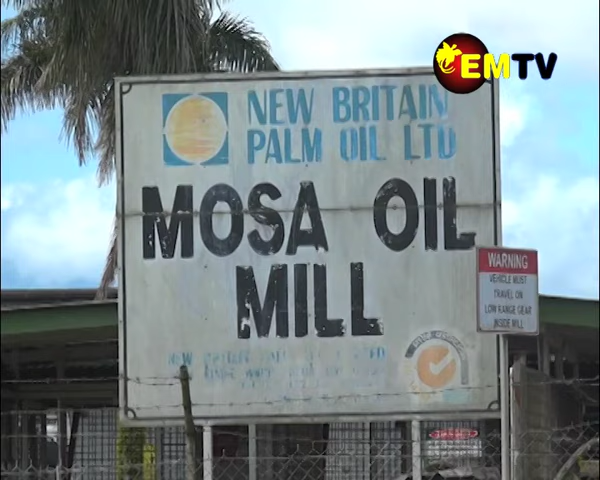 EMTV
NEW BRITAIN
PALM OIL LTD
MOSA OIL
MILL
WARNING
VEHICLE MUST
TRAVEL ON
LOW RANGE GEAR
INSIDE MILL